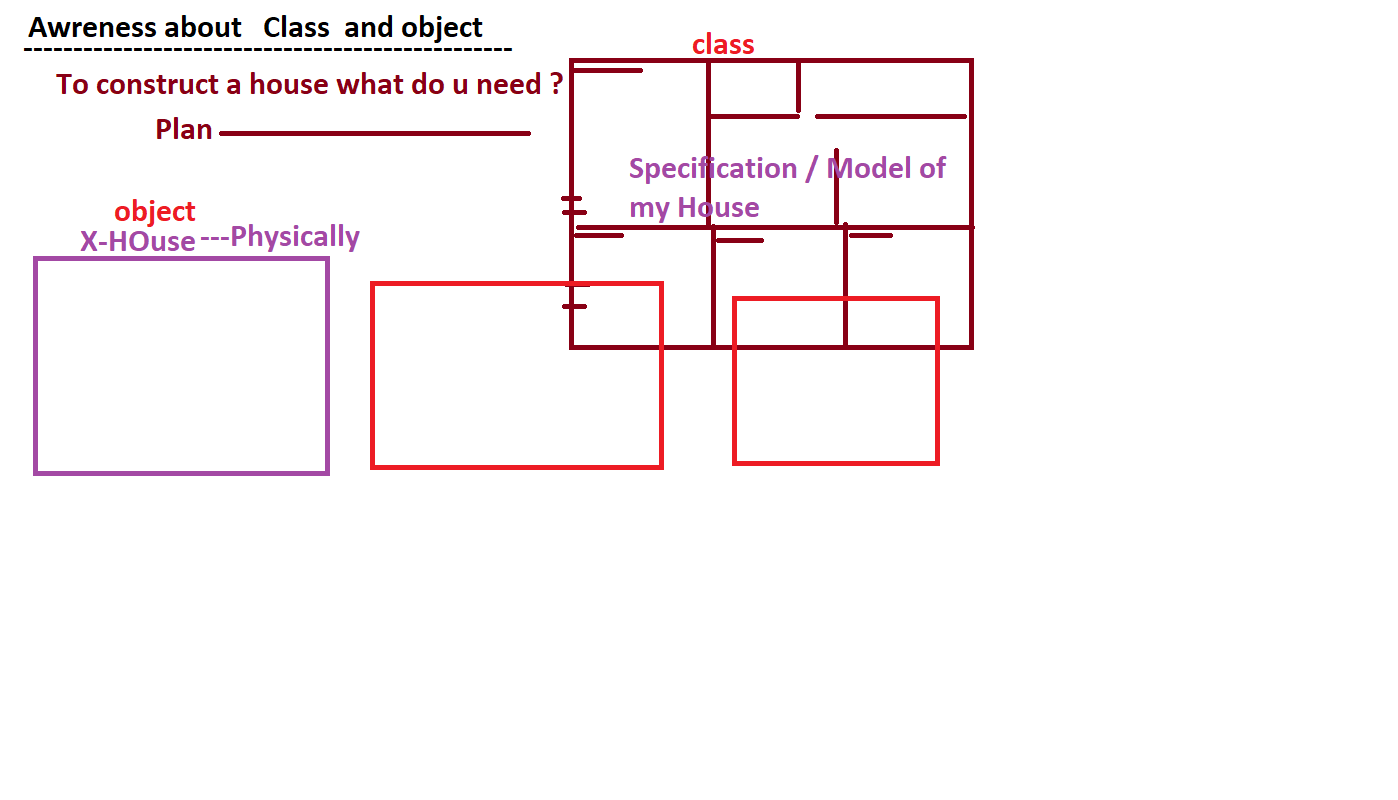 Awreness about   Class  and object
-------------------------------------------------
class
To construct a house what do u need ?
Plan
Specification / Model of
my House
object
X-HOuse ---Physically